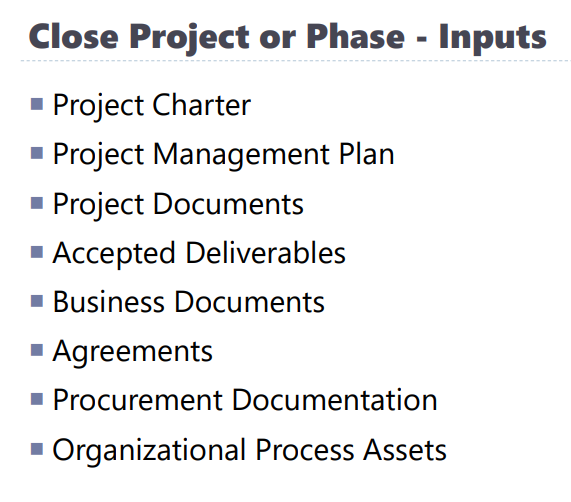 Close Project or Phase - Inputs
Project Charter
Project Management Plan
Project Documents
Accepted Deliverables
Business Documents
Agreements
Procurement Documentation
Organizational Process Assets